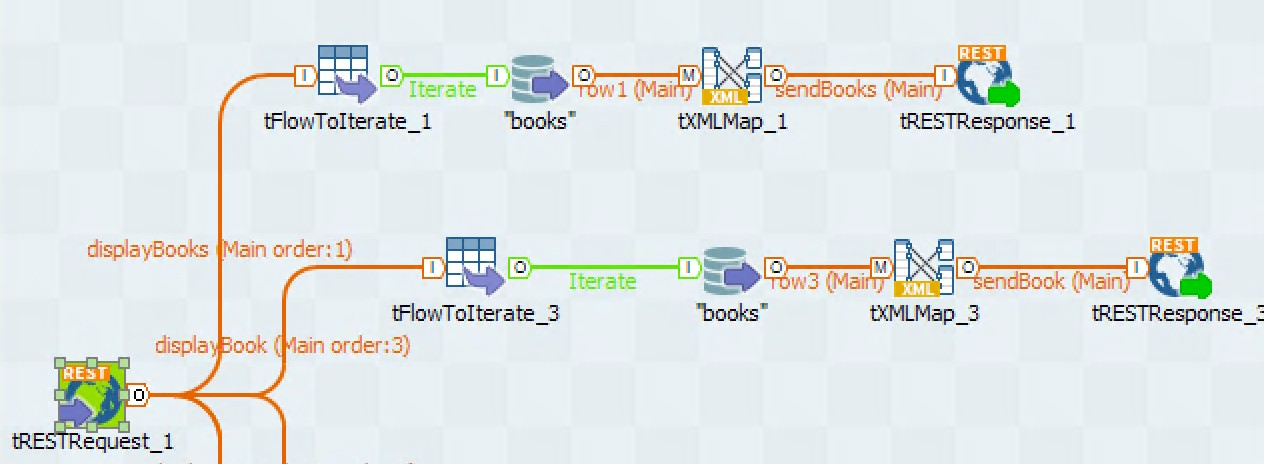 REST
I O Iterate I O row1 (Main) M XML O sendBooks (Main) I
tFlowToIterate_1 "books" tXMLMap_1 tRESTResponse_1
displayBooks (Main order:1)
REST
I O Iterate I O row3 (Main) M XML O sendBook (Main) I
tFlowToIterate_3 "books" tXMLMap_3 tRESTResponse_3
displayBook (Main order:3)
REST O
tRESTRequest_1